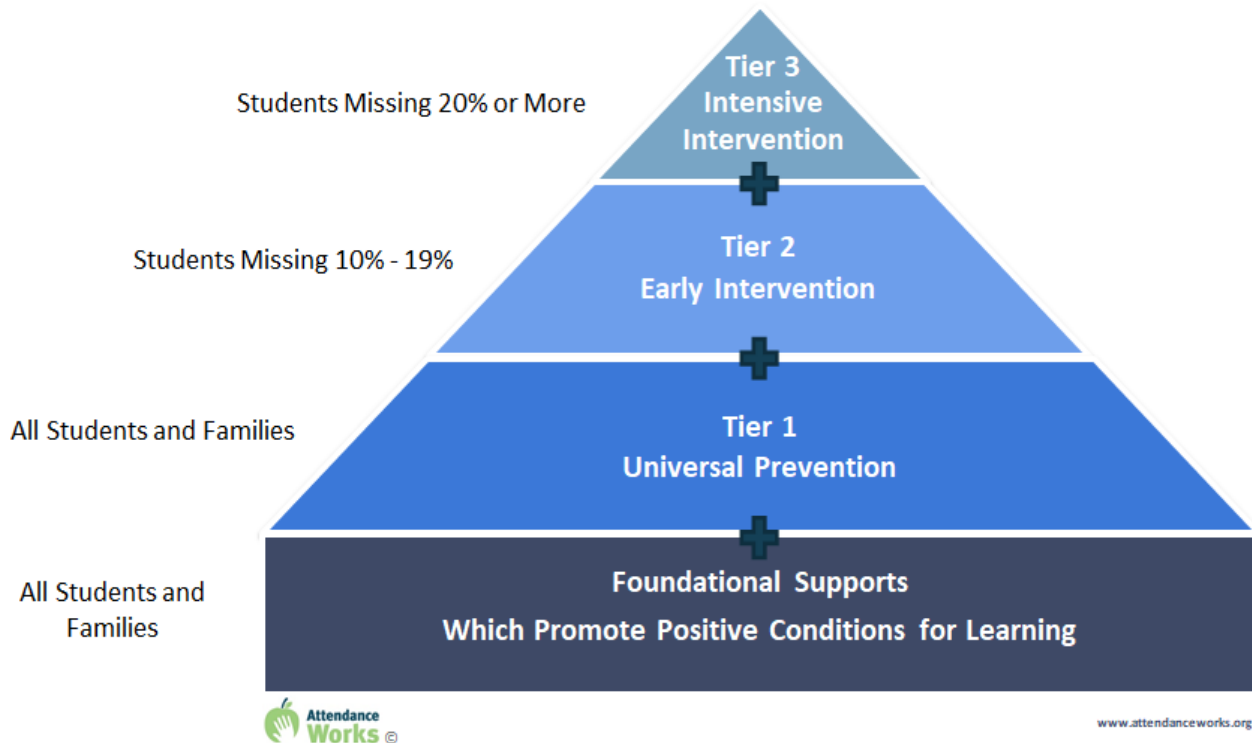 Tier 3
Intensive
Intervention
Students Missing 20% or More
Tier 2
Early Intervention
Students Missing 10% - 19%
Tier 1
Universal Prevention
All Students and Families
Foundational Supports
Which Promote Positive Conditions for Learning
All Students and
Families
Attendance
Works ©
www.attendanceworks.org